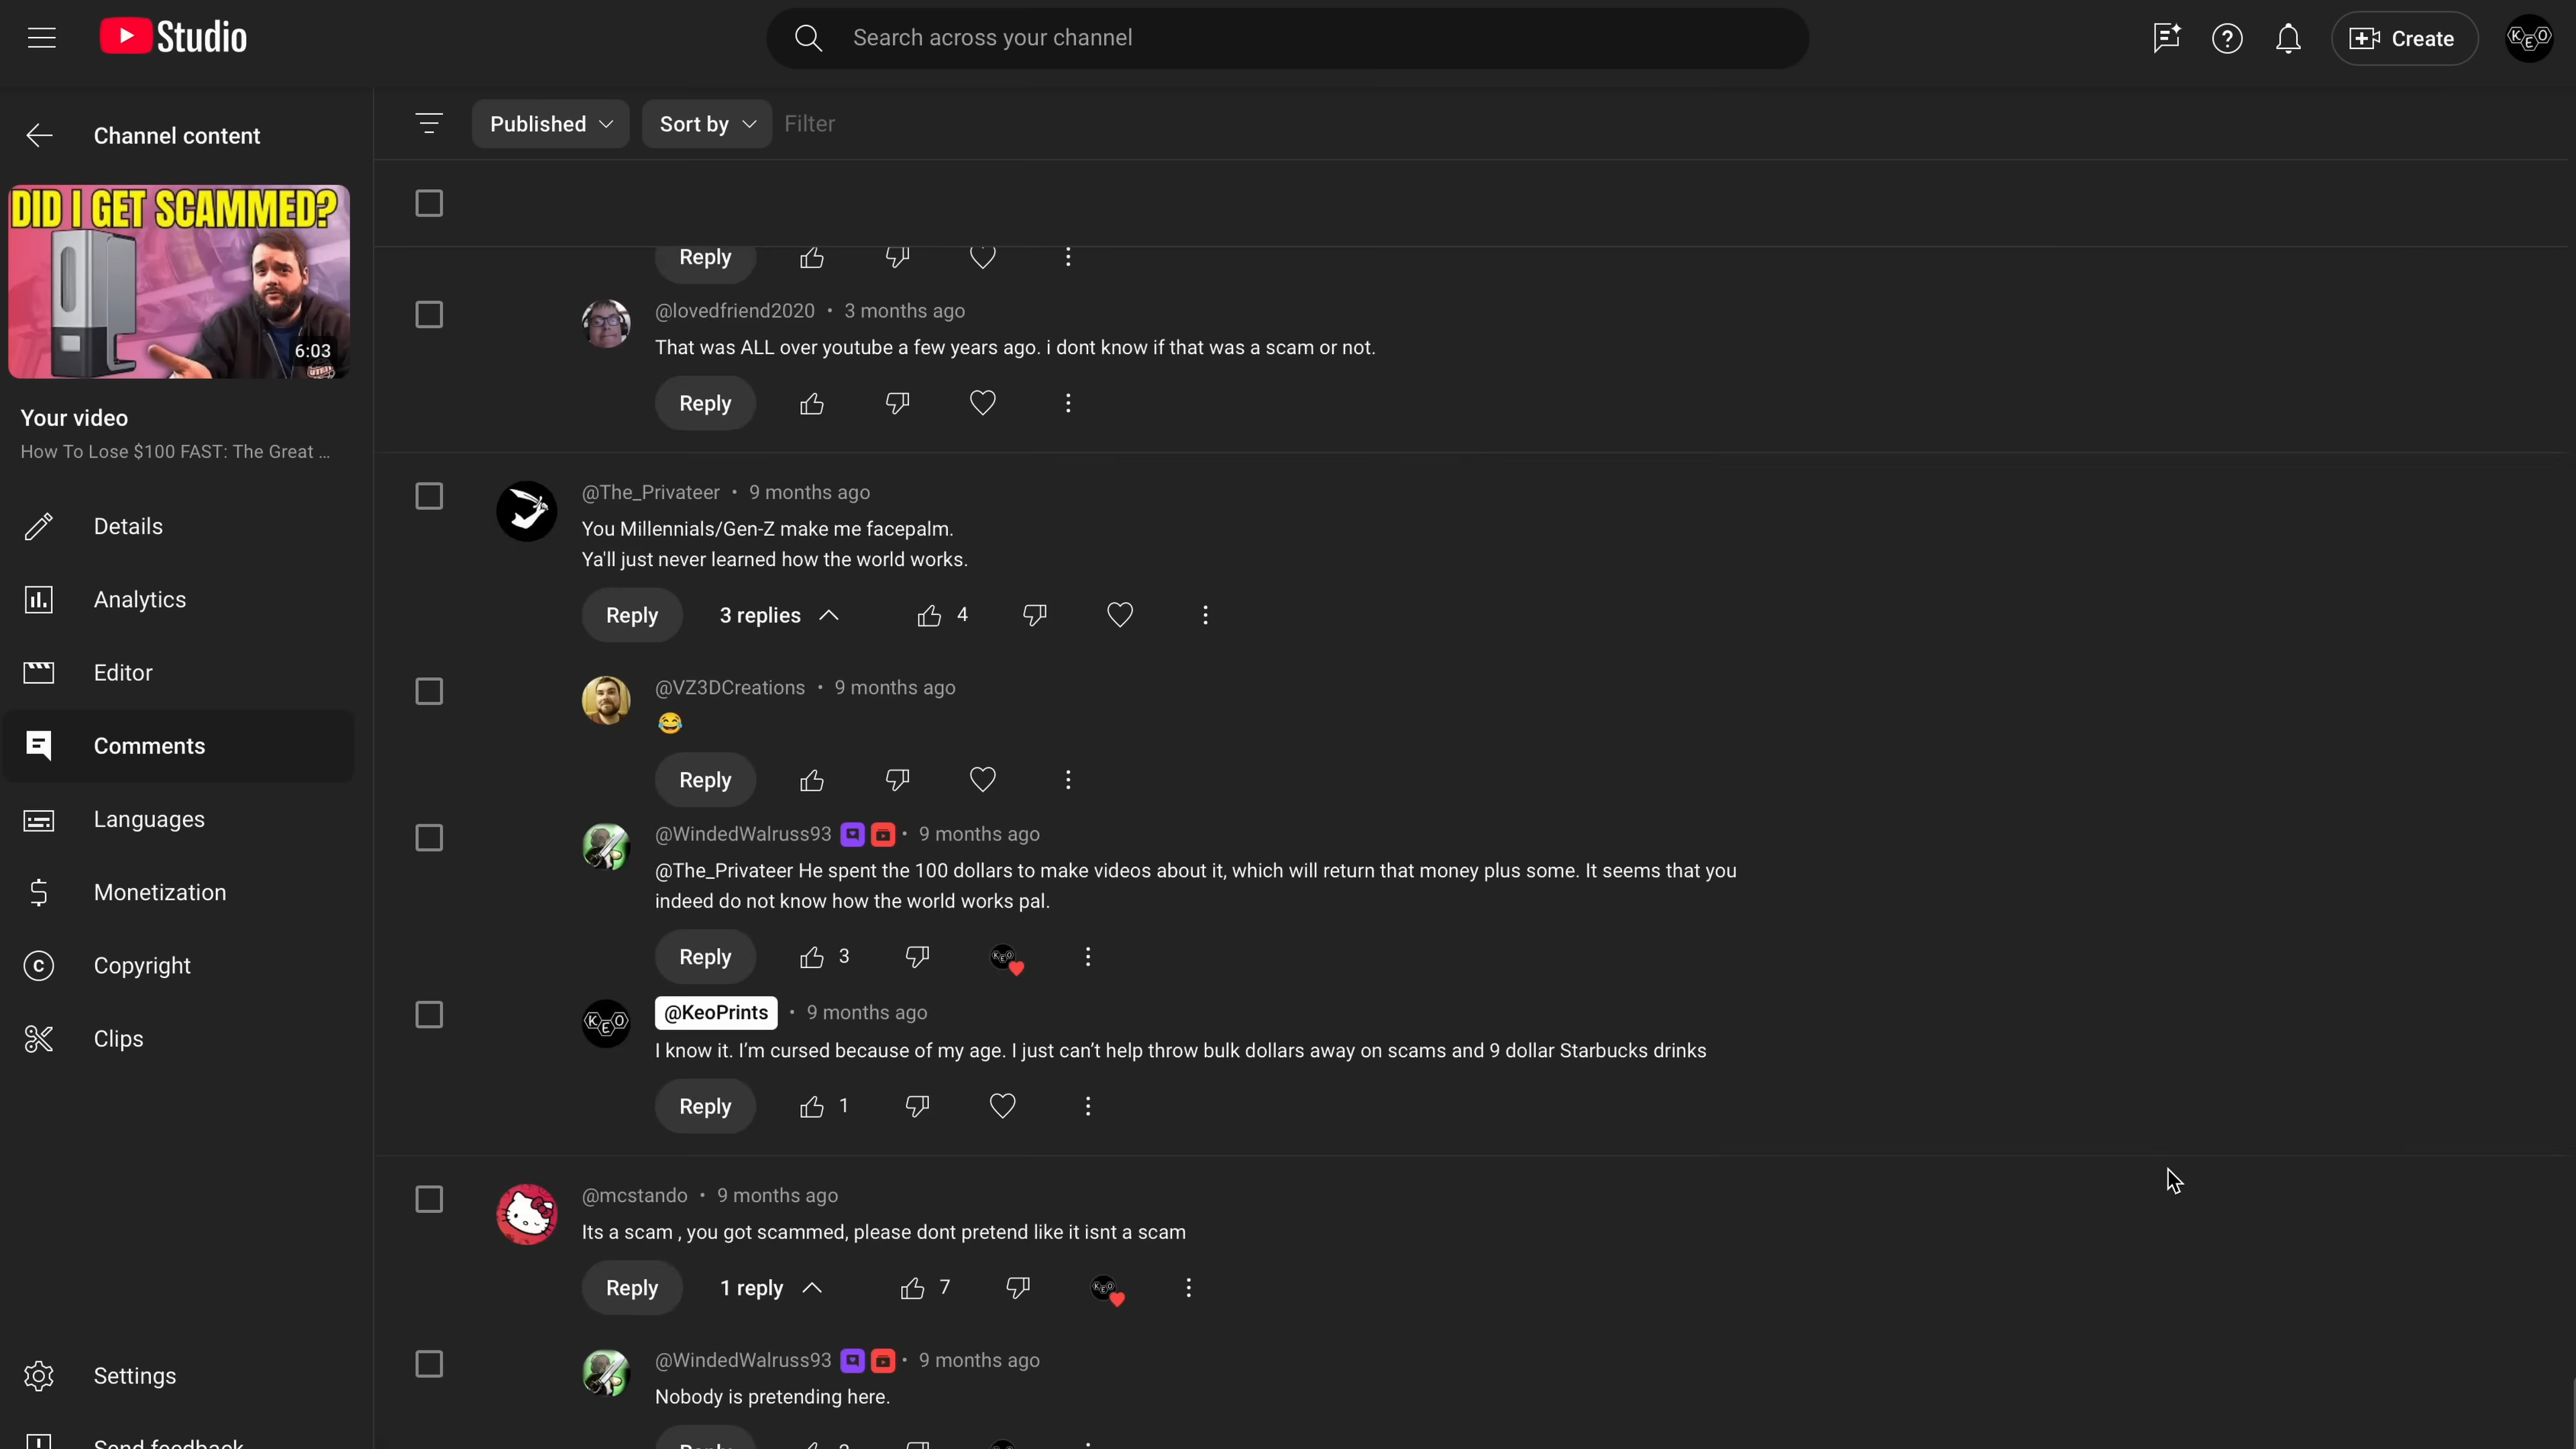 Studio
Search across your channel
Create
KEO
Channel content
Published
Sort by
Filter
DID I GET SCAMMED?
6:03
Your video
How To Lose $100 FAST: The Great ...
Details
Analytics
Editor
Comments
Languages
Monetization
Copyright
Clips
Settings
Send feedback
Reply
@lovedfriend2020 • 3 months ago
That was ALL over youtube a few years ago. i dont know if that was a scam or not.
Reply
@The_Privateer • 9 months ago
You Millennials/Gen-Z make me facepalm.
Ya'll just never learned how the world works.
Reply 3 replies 4
@VZ3DCreations • 9 months ago
😂
Reply
@WindedWalruss93 • 9 months ago
@The_Privateer He spent the 100 dollars to make videos about it, which will return that money plus some. It seems that you
indeed do not know how the world works pal.
Reply 3
KEO
@KeoPrints • 9 months ago
I know it. I’m cursed because of my age. I just can’t help throw bulk dollars away on scams and 9 dollar Starbucks drinks
Reply 1
@mcstando • 9 months ago
Its a scam , you got scammed, please dont pretend like it isnt a scam
Reply 1 reply 7
@WindedWalruss93 • 9 months ago
Nobody is pretending here.
Reply